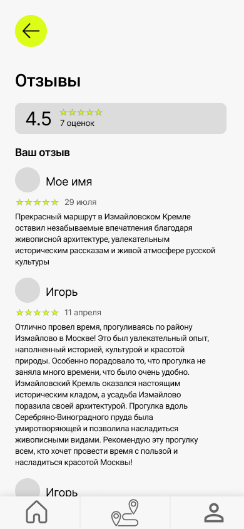 Отзывы
4.5
7 оценок
Ваш отзыв
Мое имя
29 июля
Прекрасный маршрут в Измайловском Кремле
оставил незабываемые впечатления благодаря
живописной архитектуре, увлекательным
историческим рассказам и живой атмосфере русской
культуры
Игорь
11 апреля
Отлично провел время, прогуливаясь по району
Измайлово в Москве! Это был увлекательный опыт,
наполненный историей, культурой и красотой
природы. Особенно порадовало то, что прогулка не
заняла много времени, что было очень удобно.
Измайловский Кремль оказался настоящим
историческим кладом, а усадьба Измайлово
поразила своей архитектурой. Прогулка вдоль
Серебряно-Виноградного пруда была
умиротворяющей и позволила насладиться
живописными видами. Рекомендую эту прогулку
всем, кто хочет провести время с пользой и
насладиться красотой Москвы!
Игорь